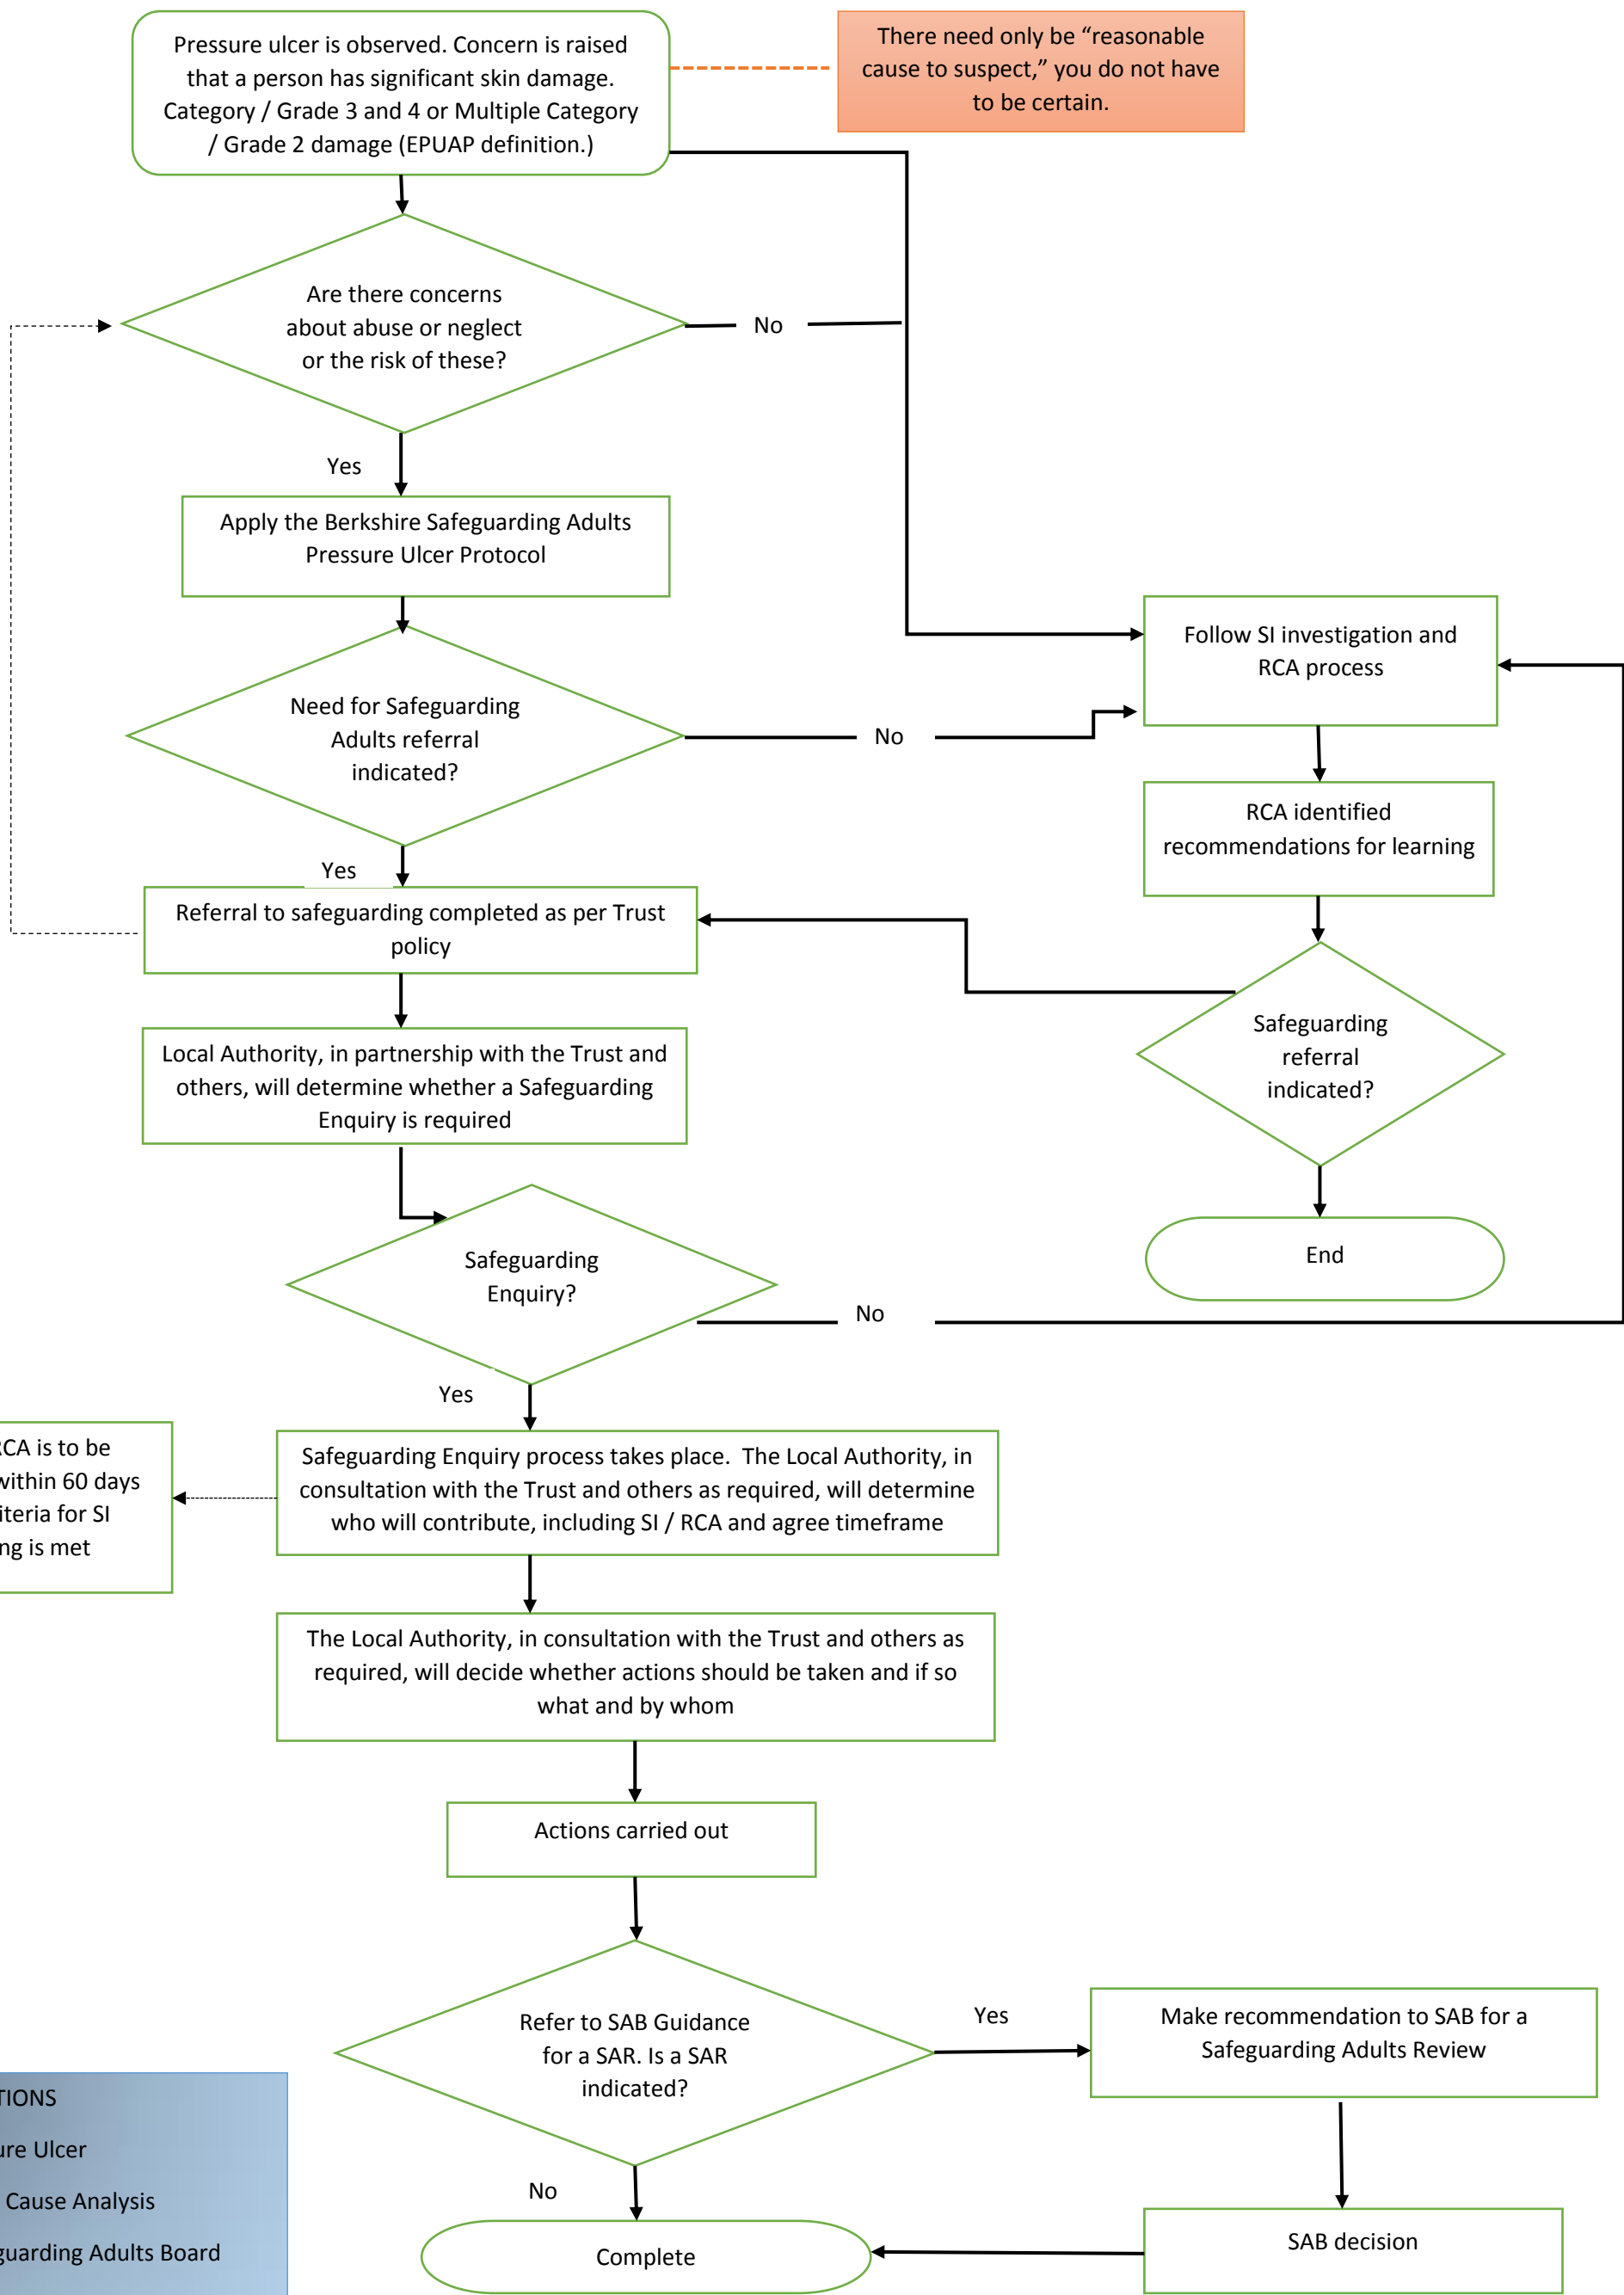 Pressure ulcer is observed. Concern is raised
that a person has significant skin damage.
Category / Grade 3 and 4 or Multiple Category
/ Grade 2 damage (EPUAP definition.)
There need only be “reasonable
cause to suspect,” you do not have
to be certain.
Are there concerns
about abuse or neglect
or the risk of these?
No
Yes
Apply the Berkshire Safeguarding Adults
Pressure Ulcer Protocol
Follow SI investigation and
RCA process
Need for Safeguarding
Adults referral
indicated?
No
RCA identified
recommendations for learning
Yes
Referral to safeguarding completed as per Trust
policy
Safeguarding
referral
indicated?
Local Authority, in partnership with the Trust and
others, will determine whether a Safeguarding
Enquiry is required
End
Safeguarding
Enquiry?
No
Yes
Safeguarding Enquiry process takes place. The Local Authority, in
consultation with the Trust and others as required, will determine
who will contribute, including SI / RCA and agree timeframe
RCA is to be
within 60 days
iteria for SI
ng is met
The Local Authority, in consultation with the Trust and others as
required, will decide whether actions should be taken and if so
what and by whom
Actions carried out
Refer to SAB Guidance
for a SAR. Is a SAR
indicated?
Yes
Make recommendation to SAB for a
Safeguarding Adults Review
No
SAB decision
Complete
TIONS
ure Ulcer
Cause Analysis
guarding Adults Board